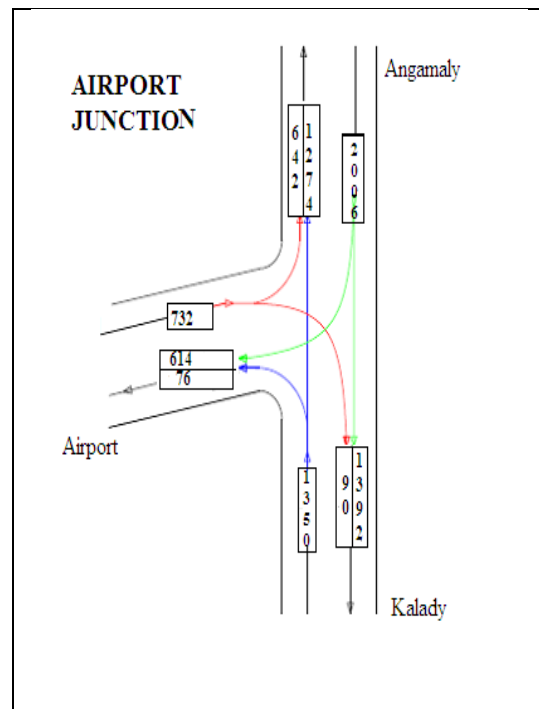 AIRPORT
JUNCTION
Angamaly
642
1274
2006
732
614
76
Airport
1350
90
1392
Kalady